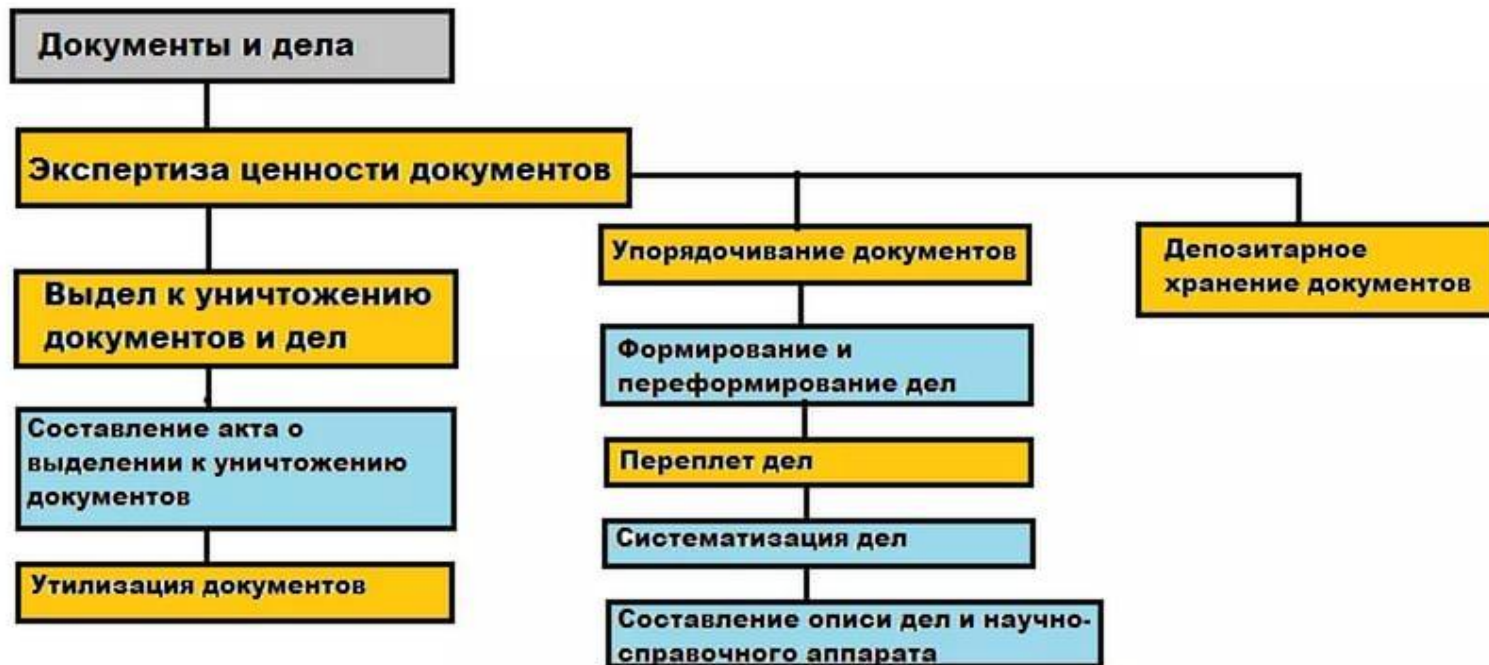 Документы и дела
Экспертиза ценности документов
Выдел к уничтожению
документов и дел
Составление акта о
выделении к уничтожению
документов
Утилизация документов
Упорядочивание документов
Формирование и
переформирование дел
Переплет дел
Систематизация дел
Составление описи дел и научно-
справочного аппарата
Депозитарное
хранение документов